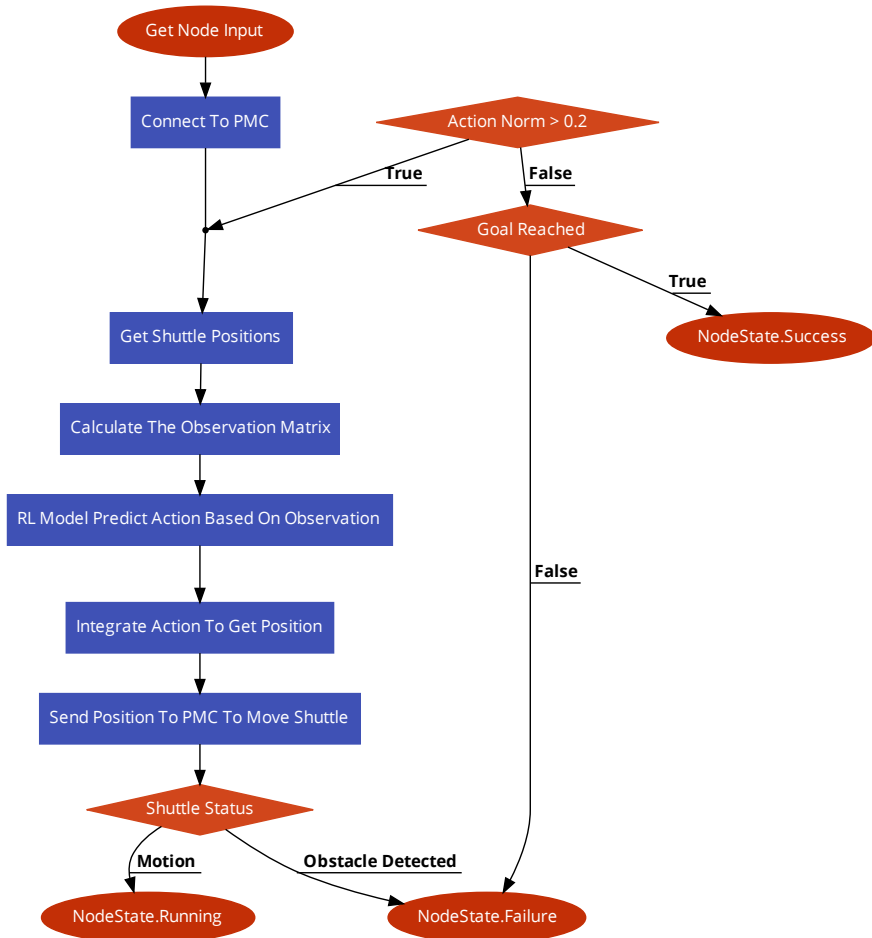 Get Node Input
Connect To PMC
Action Norm > 0.2
True
False
Goal Reached
True
Get Shuttle Positions
NodeState.Success
Calculate The Observation Matrix
RL Model Predict Action Based On Observation
False
Integrate Action To Get Position
Send Position To PMC To Move Shuttle
Shuttle Status
Motion
Obstacle Detected
NodeState.Running
NodeState.Failure